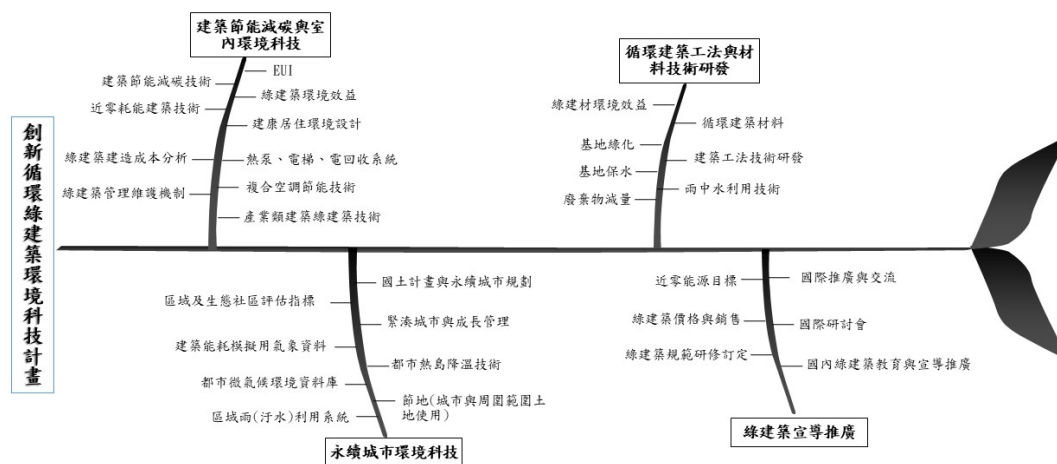 創新循環綠建築環境科技計畫
建築節能減碳與室
內環境科技
EUI
建築節能減碳技術
綠建築環境效益
近零耗能建築技術
建康居住環境設計
綠建築建造成本分析
熱泵、電梯、電回收系統
綠建築管理維護機制
複合空調節能技術
產業類建築綠建築技術
循環建築工法與材
料技術研發
綠建材環境效益
循環建築材料
基地綠化
建築工法技術研發
基地保水
雨中水利用技術
廢棄物減量
國土計畫與永續城市規劃
區域及生態社區評估指標
緊湊城市與成長管理
建築能耗模擬用氣象資料
都市熱島降溫技術
都市微氣候環境資料庫
節地(城市與周圍範圍土
地使用)
區域雨(汙水)利用系統
永續城市環境科技
近零能源目標
國際推廣與交流
綠建築價格與銷售
國際研討會
綠建築規範研修訂定
國內綠建築教育與宣導推廣
綠建築宣導推廣